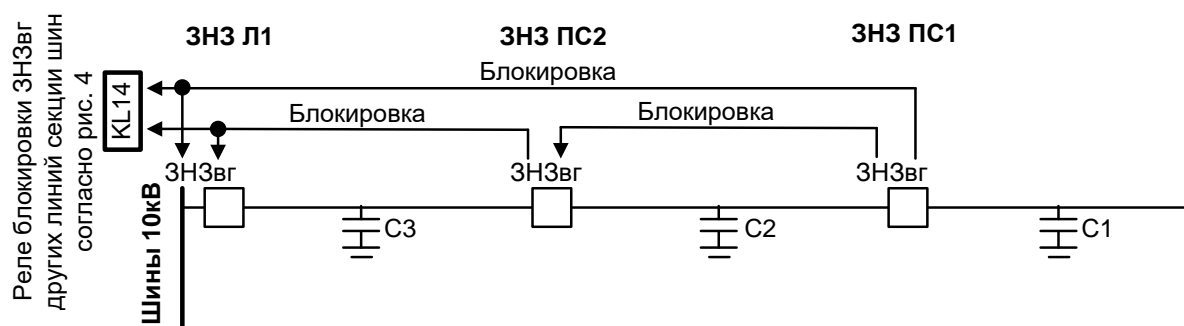 Реле блокировки ЗНЗвг
других линий секции шин
согласно рис. 4
KL14
ЗНЗ Л1
ЗНЗ ПС2
ЗНЗ ПС1
Блокировка
Блокировка
Блокировка
ЗНЗвг
ЗНЗвг
ЗНЗвг
Шины 10кВ
C3
C2
C1